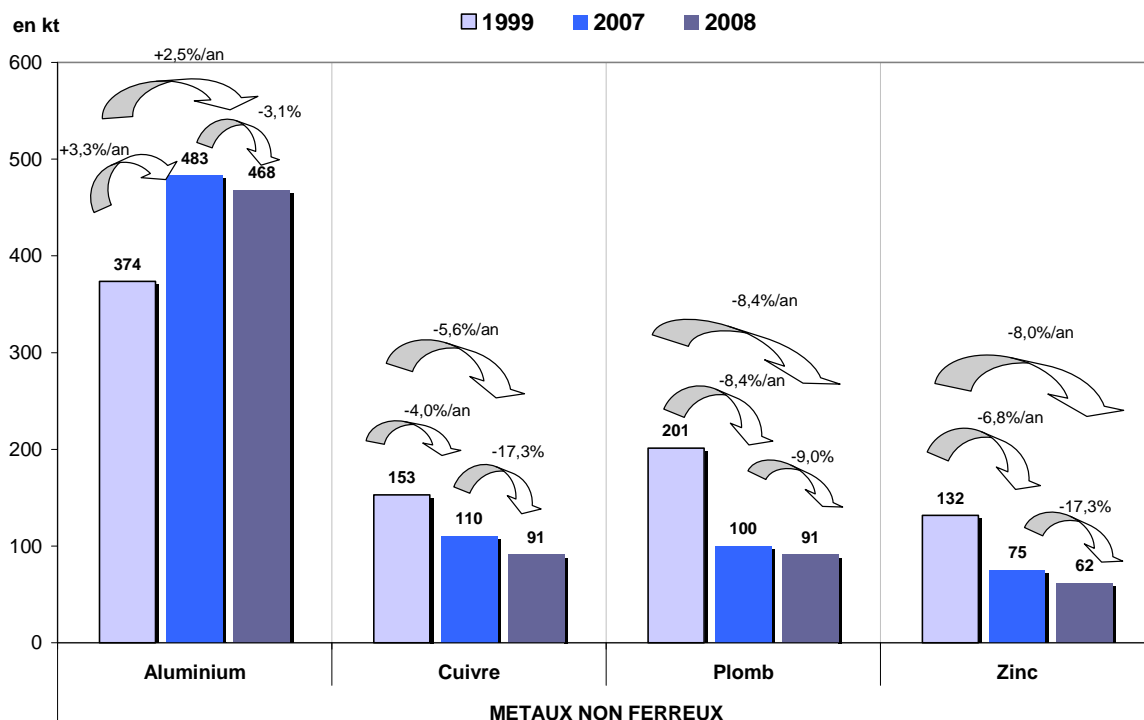 en kt
1999 2007 2008
600
500
400
300
200
100
0
+2,5%/an
-3,1%
+3,3%/an
483
468
374
-5,6%/an
-4,0%/an
-17,3%
153
110
91
-8,4%/an
-8,4%/an
201
-9,0%
100
91
-8,0%/an
-6,8%/an
-17,3%
132
75
62
Aluminium Cuivre Plomb Zinc
METAUX NON FERREUX